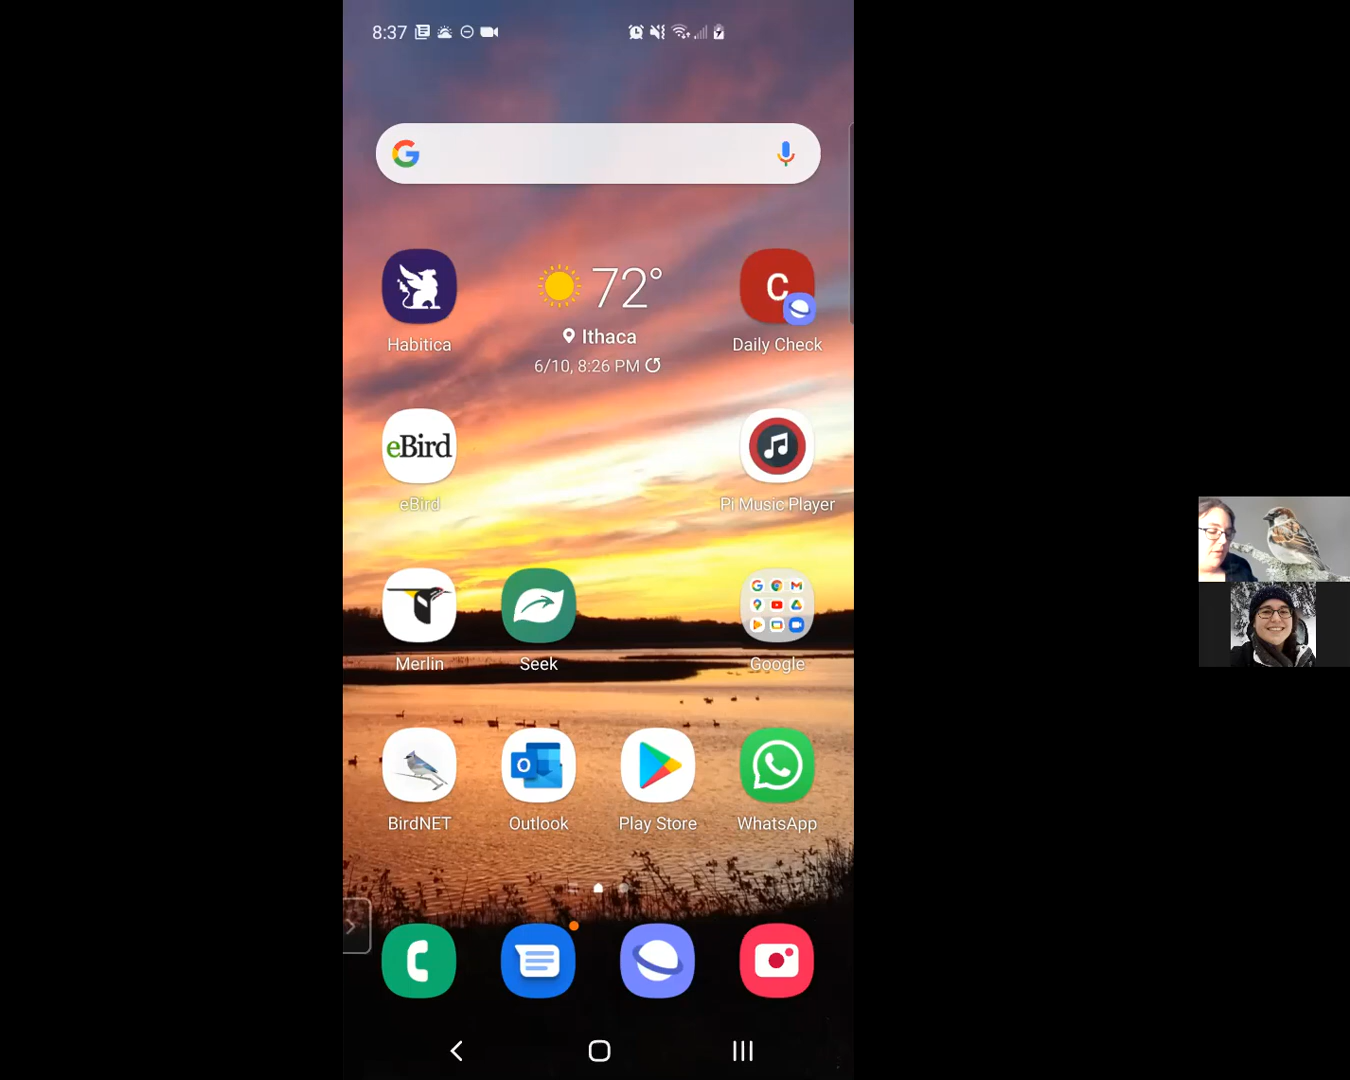 8:37
Habitica
72°
Ithaca
6/10, 8:26 PM
C
Daily Check
eBird
eBird
Pi Music Player
Merlin
Seek
Google
BirdNET
Outlook
Play Store
WhatsApp